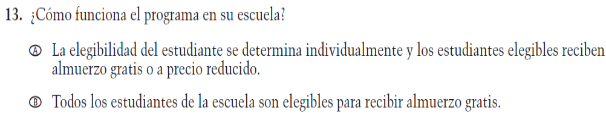 13. ¿Cómo funciona el programa en su escuela?
Ⓐ La elegibilidad del estudiante se determina individualmente y los estudiantes elegibles reciben
almuerzo gratis o a precio reducido.
Ⓑ Todos los estudiantes de la escuela son elegibles para recibir almuerzo gratis.